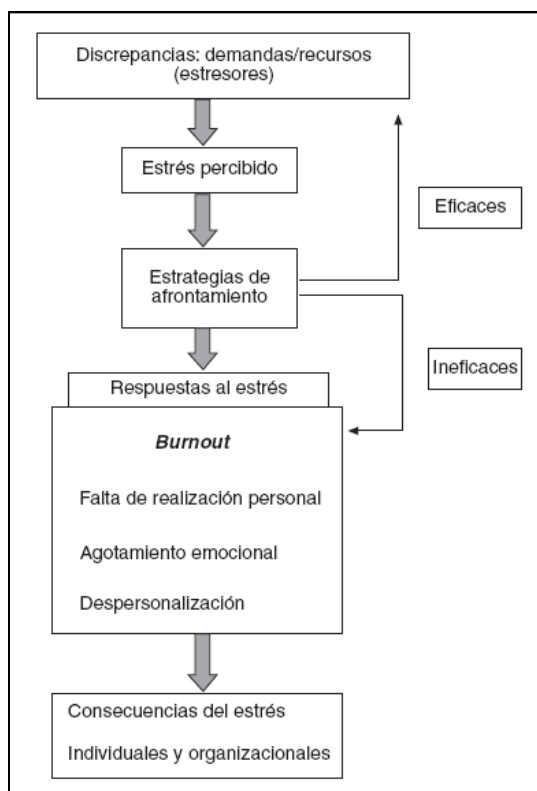 Discrepancias: demandas/recursos
(estresores)
Estrés percibido
Eficaces
Estrategias de
afrontamiento
Ineficaces
Respuestas al estrés
Burnout
Falta de realización personal
Agotamiento emocional
Despersonalización
Consecuencias del estrés
Individuales y organizacionales